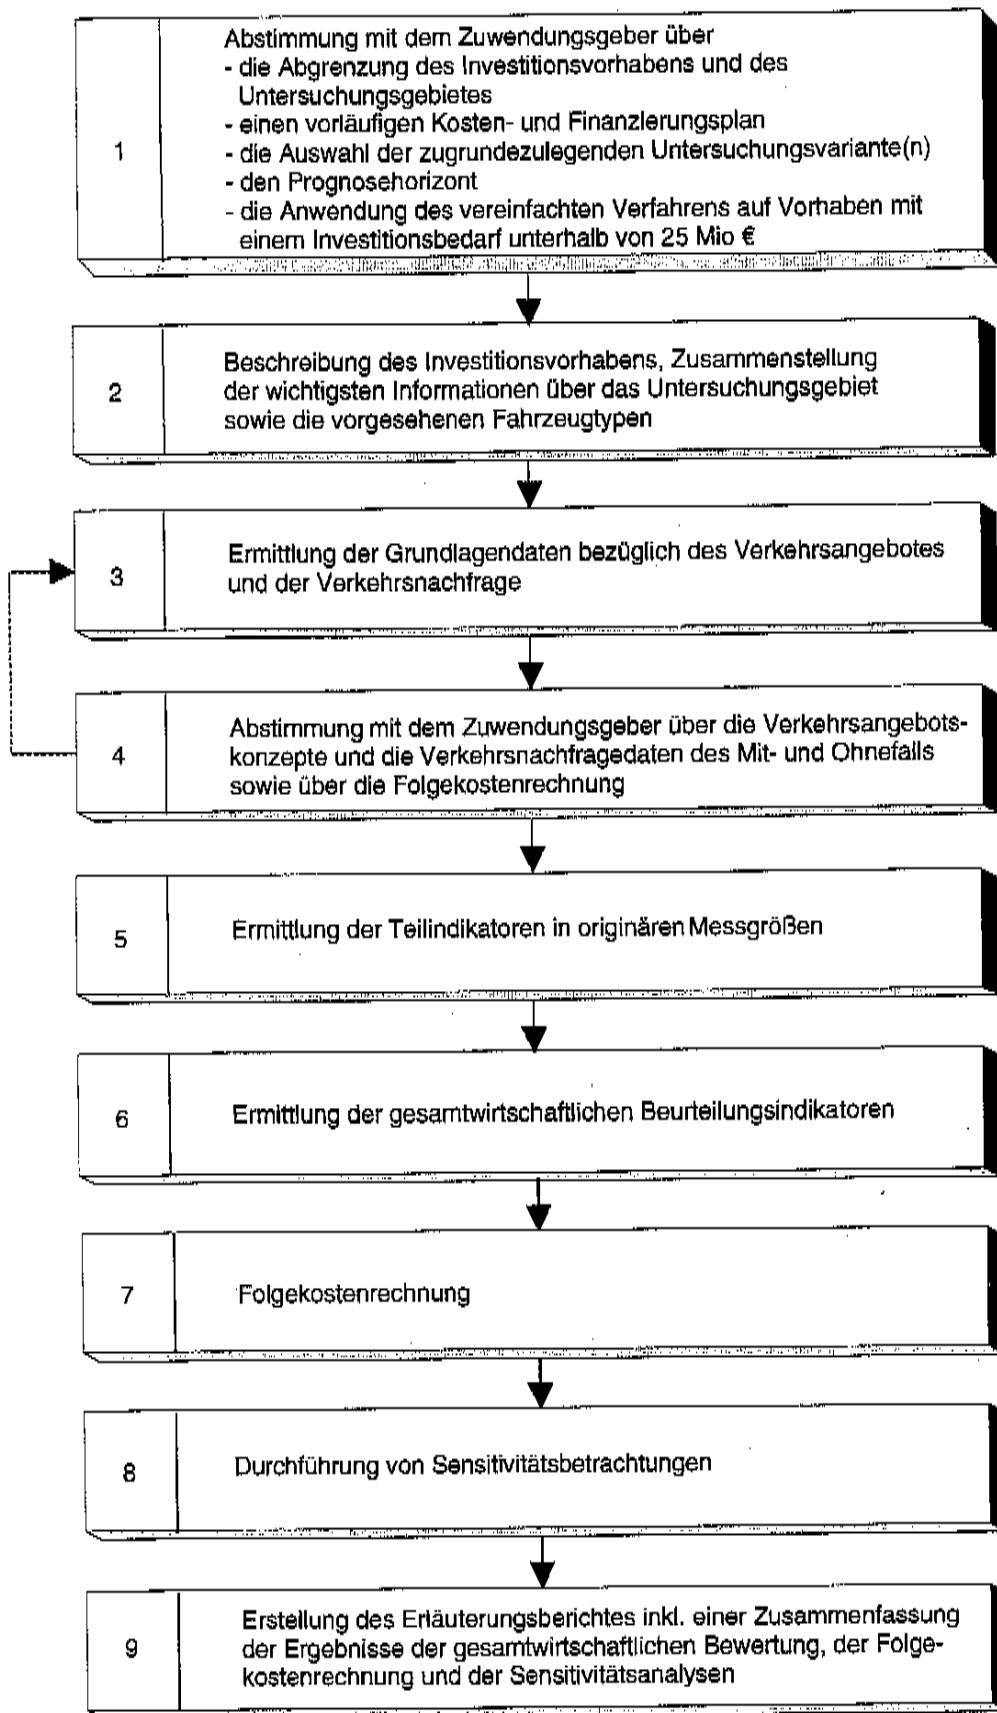 1
Abstimmung mit dem Zuwendungsgeber über
- die Abgrenzung des Investitionsvorhabens und des
Untersuchungsgebietes
- einen vorläufigen Kosten- und Finanzierungsplan
- die Auswahl der zugrundezulegenden Untersuchungsvariante(n)
- den Prognosehorizont
- die Anwendung des vereinfachten Verfahrens auf Vorhaben mit
einem Investitionsbedarf unterhalb von 25 Mio €
2
Beschreibung des Investitionsvorhabens, Zusammenstellung
der wichtigsten Informationen über das Untersuchungsgebiet
sowie die vorgesehenen Fahrzeugtypen
3
Ermittlung der Grundlagendaten bezüglich des Verkehrsangebotes
und der Verkehrsnachfrage
4
Abstimmung mit dem Zuwendungsgeber über die Verkehrsangebots-
konzepte und die Verkehrsnachfragedaten des Mit- und Ohnefalls
sowie über die Folgekostenrechnung
5
Ermittlung der Teilindikatoren in originären Messgrößen
6
Ermittlung der gesamtwirtschaftlichen Beurteilungsindikatoren
7
Folgekostenrechnung
8
Durchführung von Sensitivitätsbetrachtungen
9
Erstellung des Erläuterungsberichtes inkl. einer Zusammenfassung
der Ergebnisse der gesamtwirtschaftlichen Bewertung, der Folge-
kostenrechnung und der Sensitivitätsanalysen